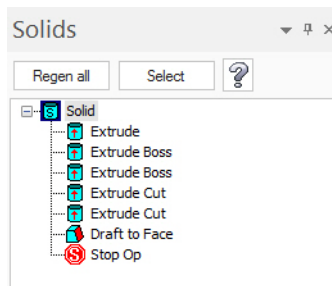 Solids
Regen all Select
Solid
Extrude
Extrude Boss
Extrude Boss
Extrude Cut
Extrude Cut
Draft to Face
Stop Op